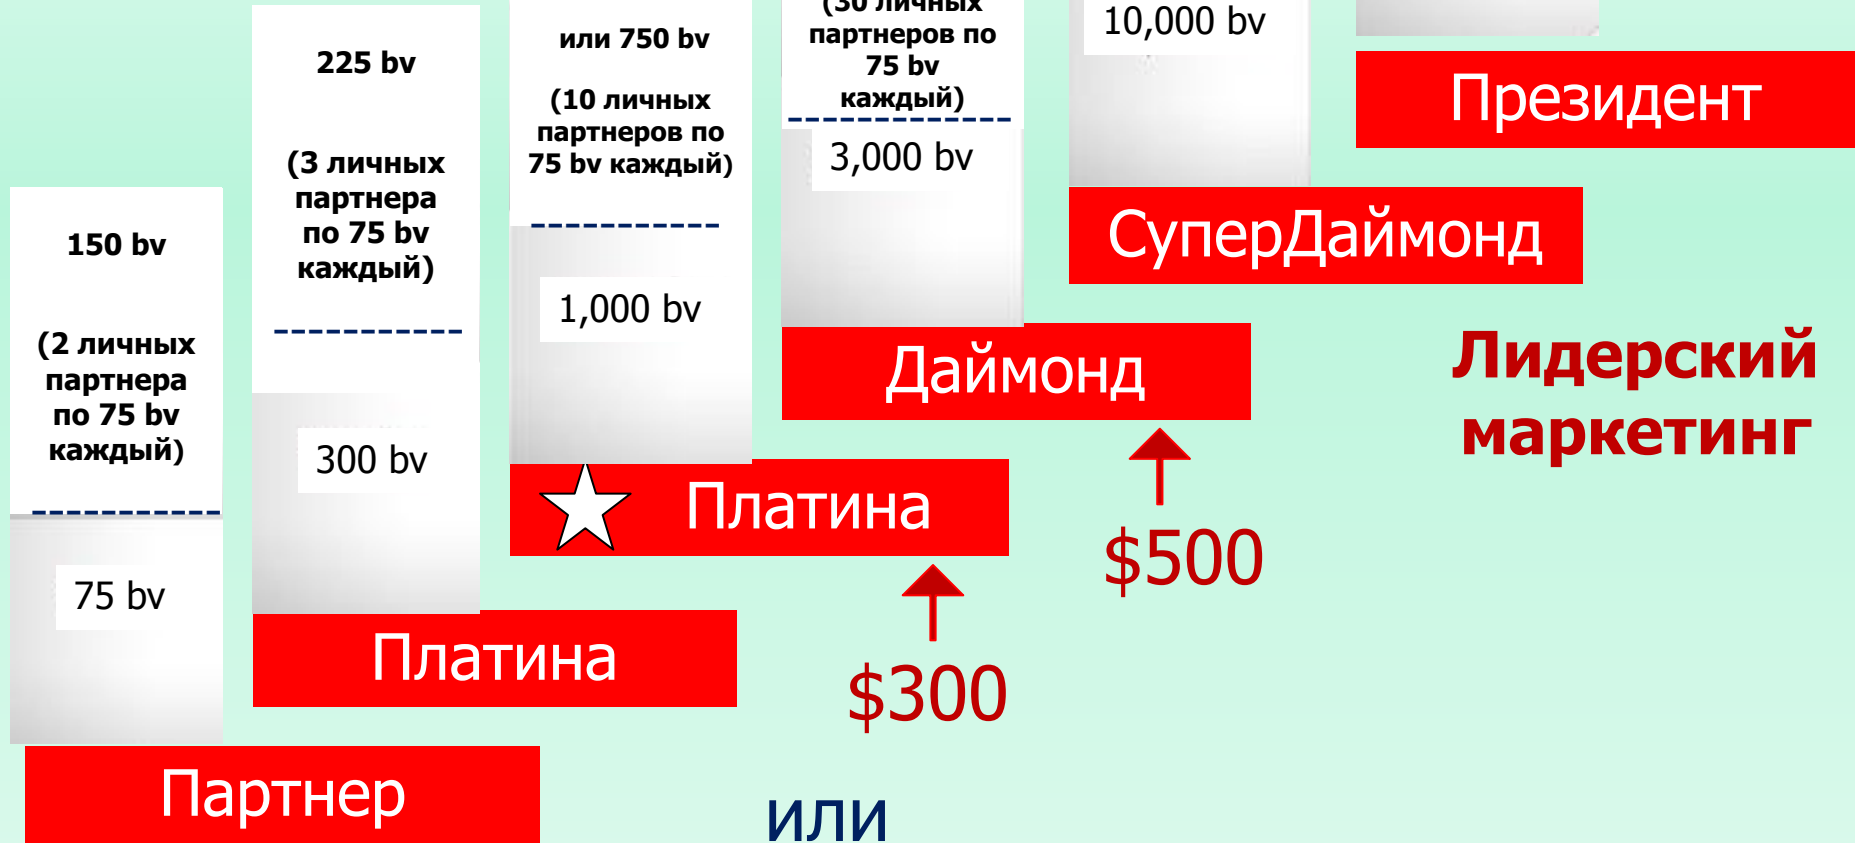 150 bv
(2 личных
партнера
по 75 bv
каждый)
75 bv
Партнер
225 bv
(3 личных
партнера
по 75 bv
каждый)
300 bv
Платина
или 750 bv
(10 личных
партнеров по
75 bv каждый)
1,000 bv
Платина
$300
или
(30 личных
партнеров по
75 bv
каждый)
3,000 bv
Даймонд
$500
10,000 bv
СуперДаймонд
Президент
Лидерский
маркетинг